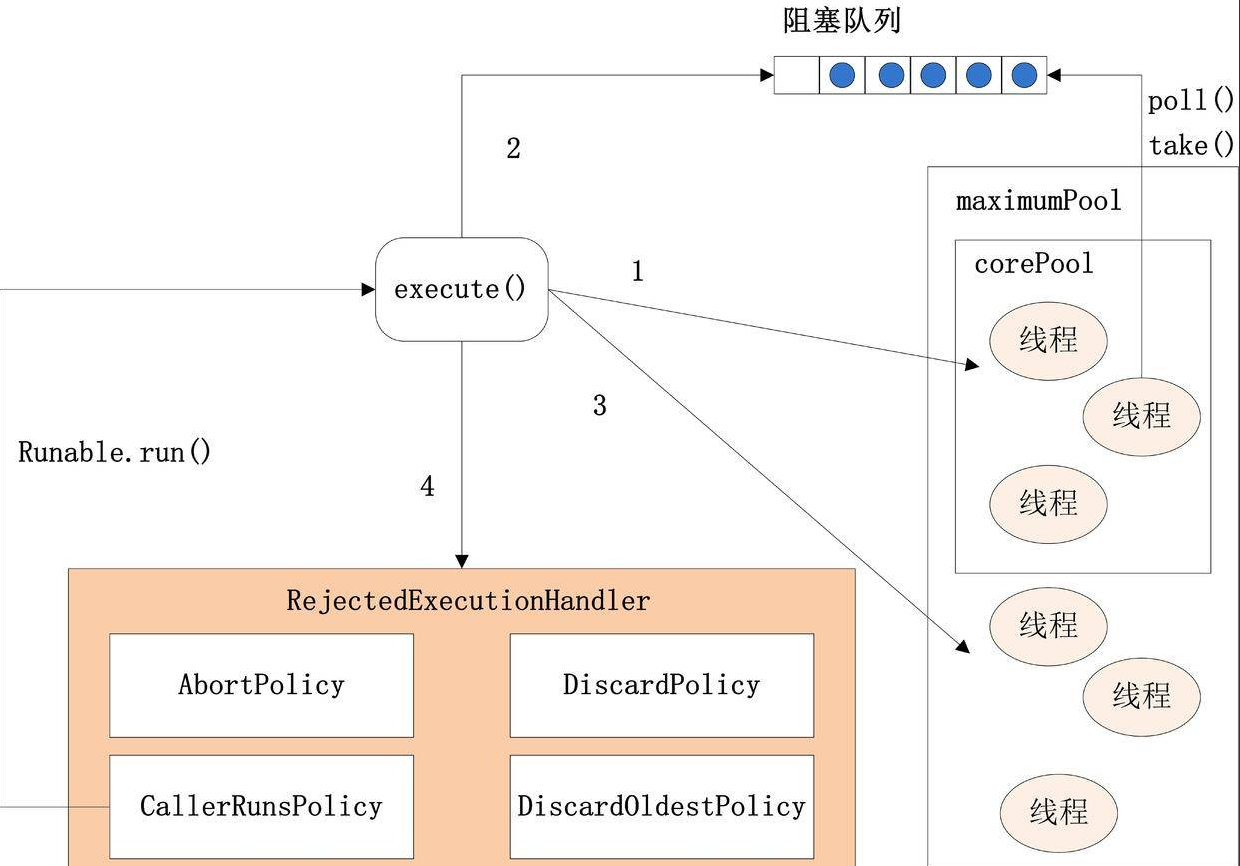 阻塞队列
poll()
take()
2
maximumPool
corePool
1
execute()
线程
3
线程
Runable.run()
4
线程
RejectedExecutionHandler
线程
AbortPolicy
DiscardPolicy
线程
CallerRunsPolicy
DiscardOldestPolicy
线程